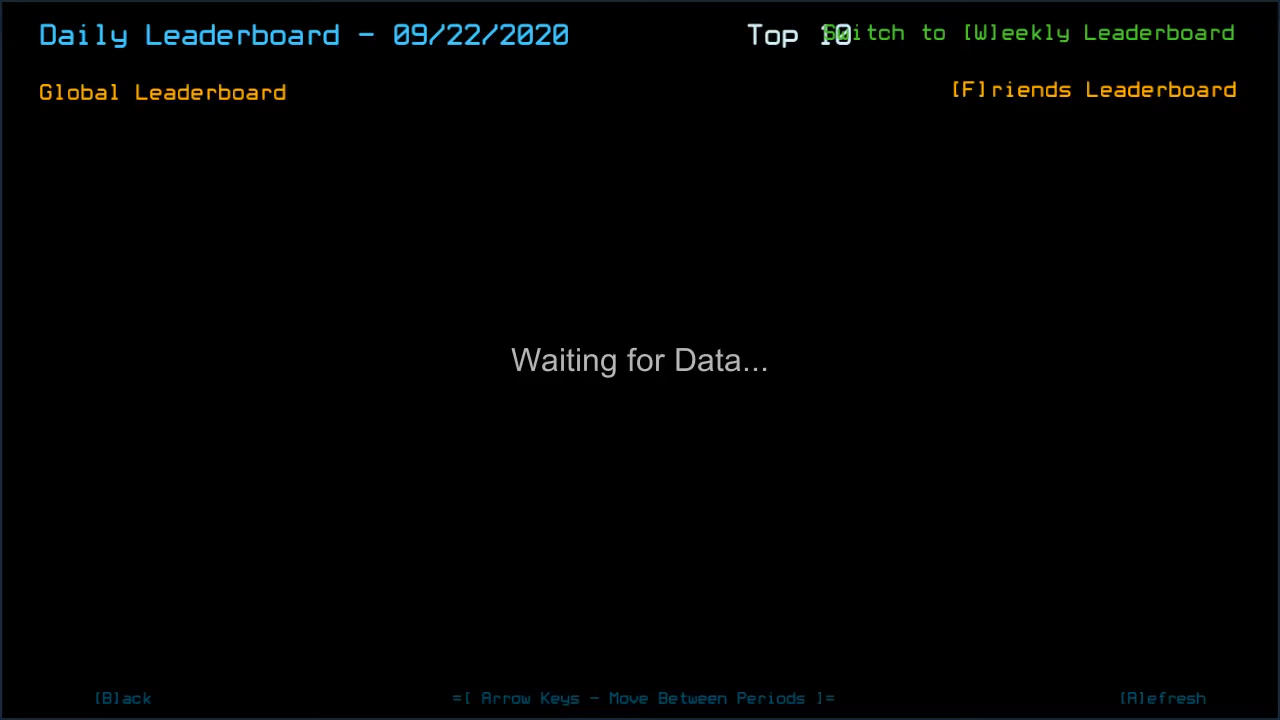 Daily Leaderboard - 09/22/2020 Top 10 Switch to [W]eekly Leaderboard
Global Leaderboard [F]riends Leaderboard
Waiting for Data...
[B]ack =[ Arrow Keys - Move Between Periods ]= [R]efresh